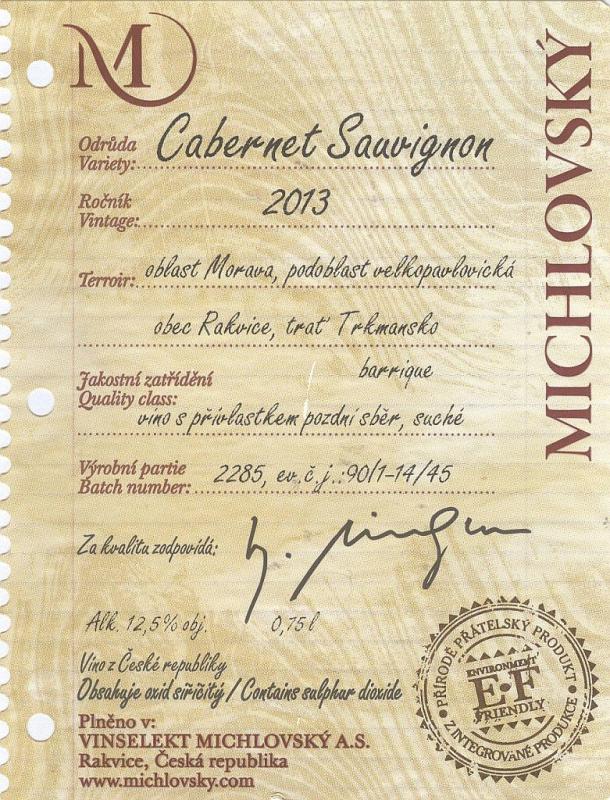 M
MICHLOVSKÝ
Odrůda
Variety: Cabernet Sauvignon
Ročník
Vintage: 2013
Terroir: oblast Morava, podoblast velkopavlovická
obec Rakvice, trať Trkmansko
barrique
Jakostní zatřídění
Quality class:
víno s přívlastkem pozdní sběr, suché
Výrobní partie
Batch number: 2285, ev.č.j.:90/1-14/45
Za kvalitu zodpovídá:
Alk. 12,5% obj. 0,75 l
Víno z České republiky
Obsahuje oxid siřičitý / Contains sulphur dioxide
Plněno v:
VINSELEKT MICHLOVSKÝ A.S.
Rakvice, Česká republika
www.michlovsky.com
PŘÍRODĚ PŘÁTELSKÝ PRODUKT
ENVIRONMENT
E·F
FRIENDLY
Z INTEGROVANÉ PRODUKCE